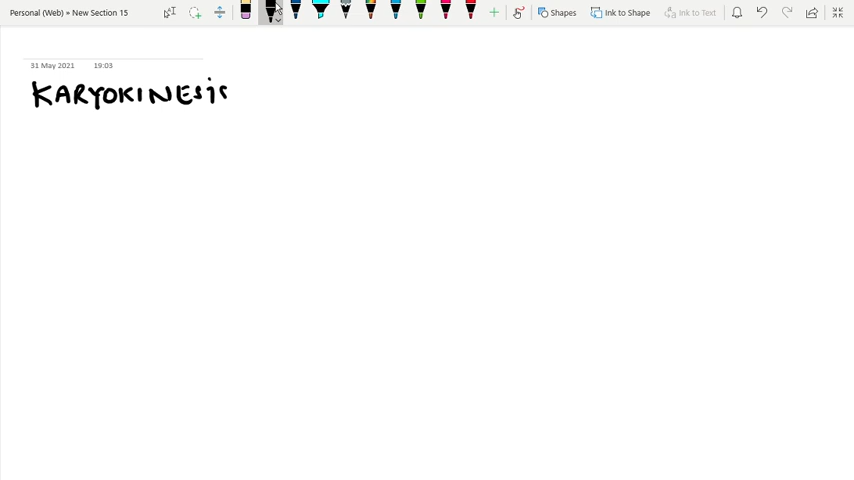 Personal (Web) » New Section 15
Shapes
Ink to Shape
Ink to Text
31 May 2021 19:03
KARYOKINESIS